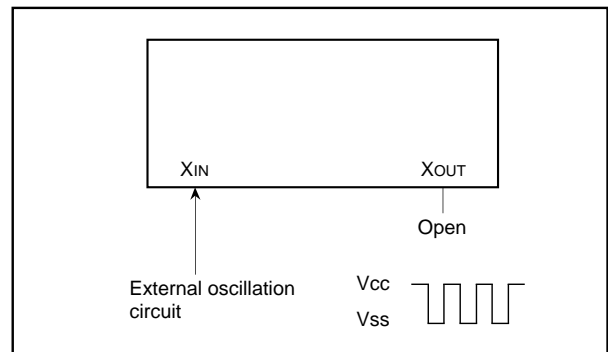 XIN XOUT
Open
External oscillation
circuit
Vcc
Vss